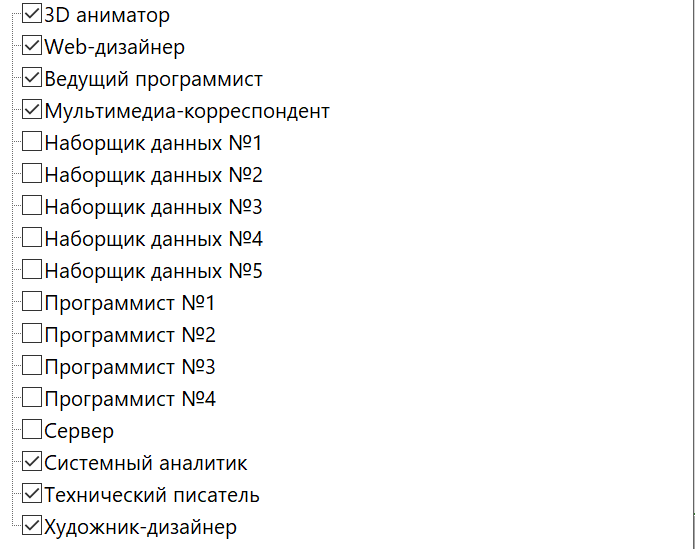 3D аниматор
Web-дизайнер
Ведущий программист
Мультимедиа-корреспондент
Наборщик данных №1
Наборщик данных №2
Наборщик данных №3
Наборщик данных №4
Наборщик данных №5
Программист №1
Программист №2
Программист №3
Программист №4
Сервер
Системный аналитик
Технический писатель
Художник-дизайнер